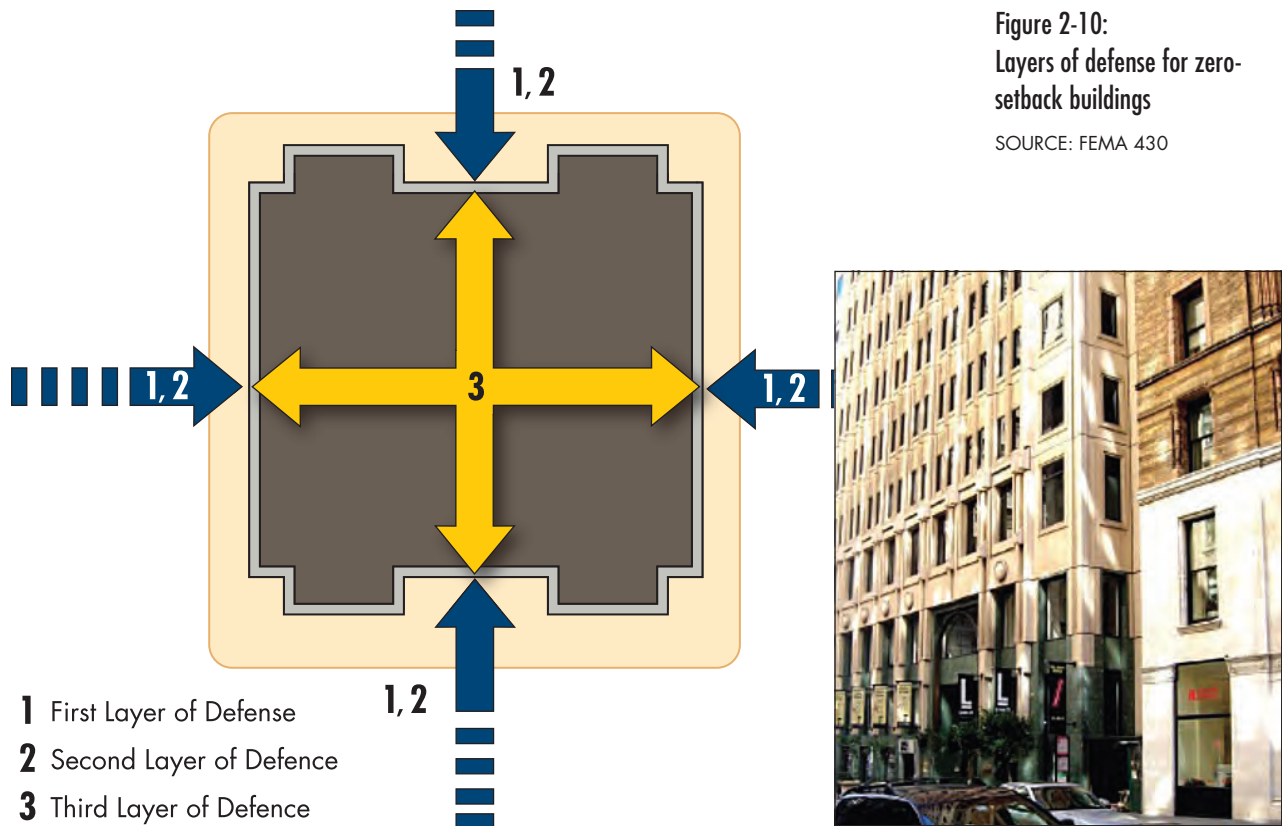 Figure 2-10:
Layers of defense for zero-
setback buildings
SOURCE: FEMA 430
1, 2
1, 2
3
1, 2
1, 2
1 First Layer of Defense
2 Second Layer of Defence
3 Third Layer of Defence
L
L